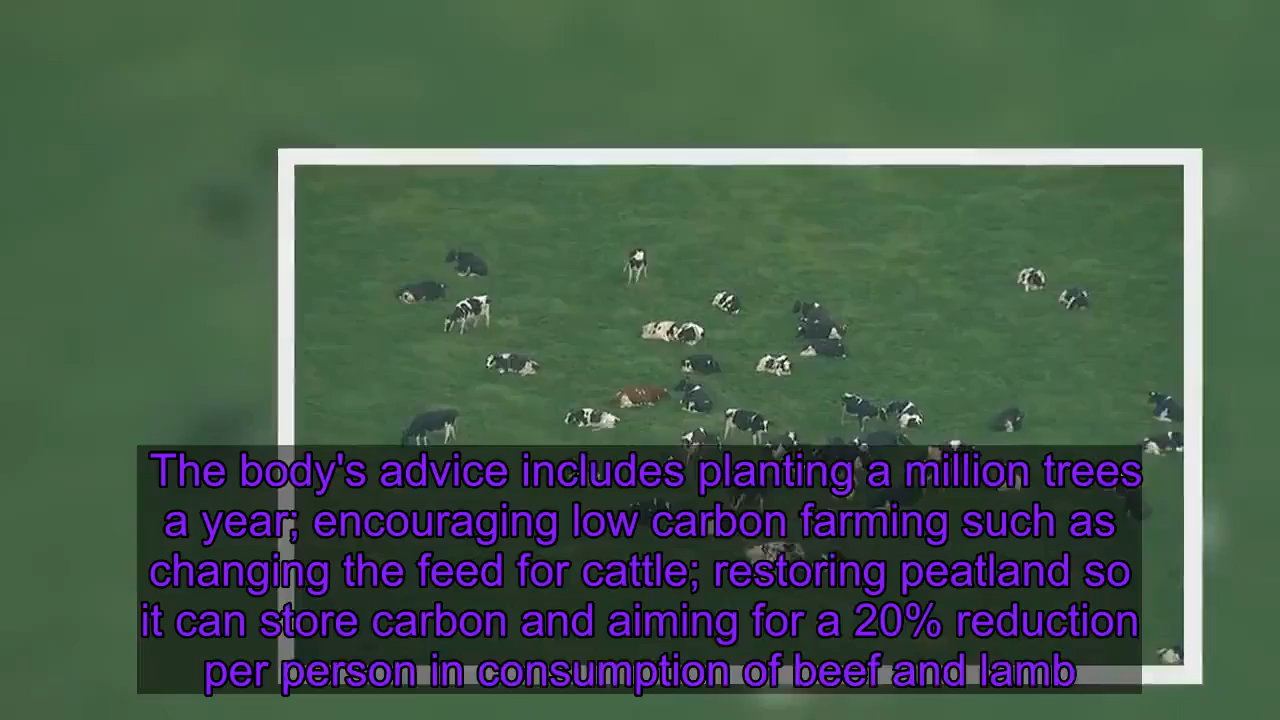 The body's advice includes planting a million trees
a year; encouraging low carbon farming such as
changing the feed for cattle; restoring peatland so
it can store carbon and aiming for a 20% reduction
per person in consumption of beef and lamb